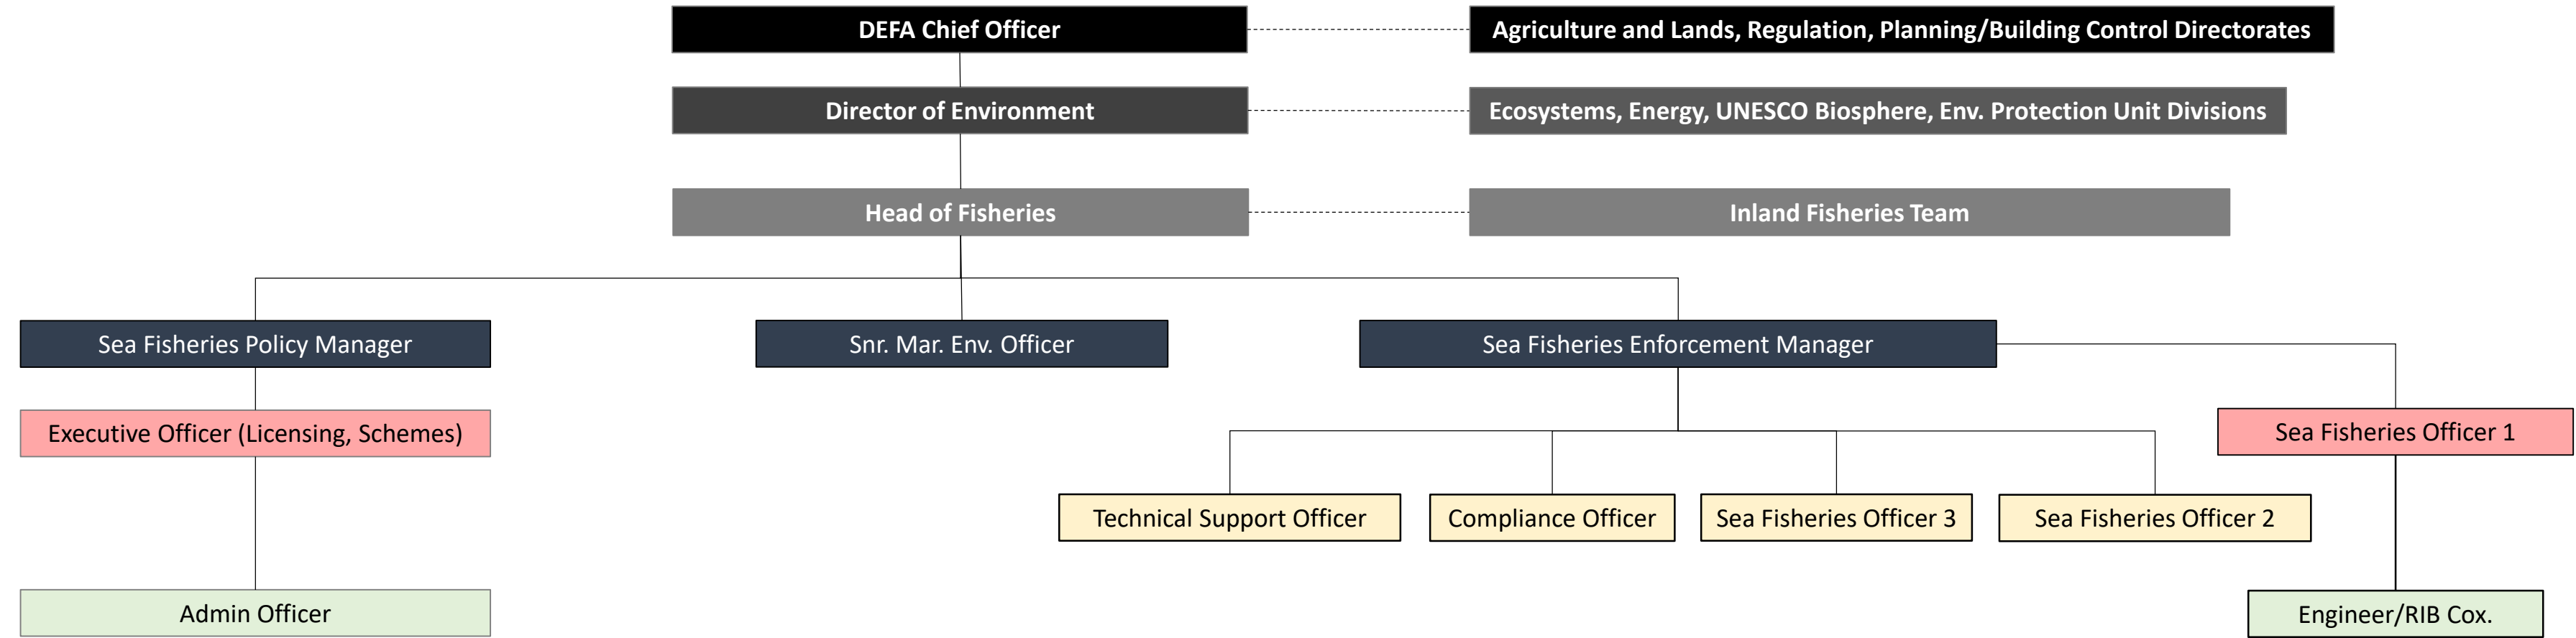 DEFA Chief Officer
Agriculture and Lands, Regulation, Planning/Building Control Directorates
Director of Environment
Ecosystems, Energy, UNESCO Biosphere, Env. Protection Unit Divisions
Head of Fisheries
Inland Fisheries Team
Sea Fisheries Policy Manager
Snr. Mar. Env. Officer
Sea Fisheries Enforcement Manager
Executive Officer (Licensing, Schemes)
Sea Fisheries Officer 1
Technical Support Officer
Compliance Officer
Sea Fisheries Officer 3
Sea Fisheries Officer 2
Admin Officer
Engineer/RIB Cox.